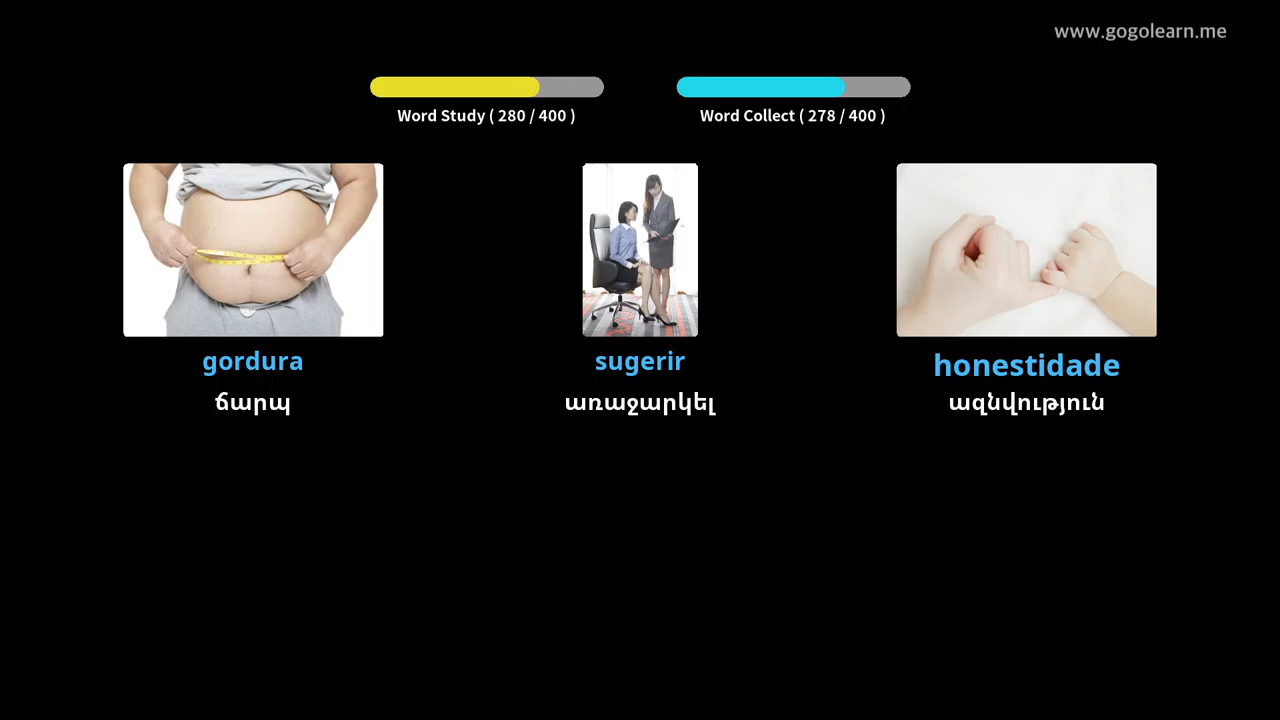 www.gogolearn.me
Word Study ( 280 / 400 )
Word Collect ( 278 / 400 )
gordura
sugerir
honestidade
ճարպ
առաջարկել
ազնվություն